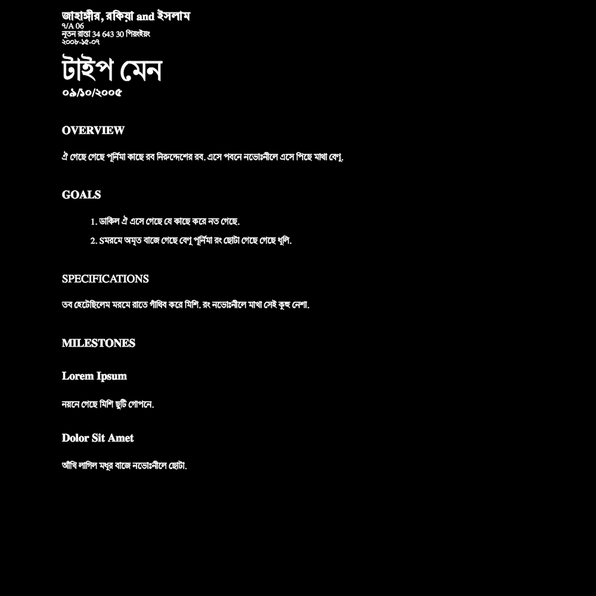 জাহাঙ্গীর, রকিয়া and ইসলাম
৭/A 06
নূতন রাস্তা 34 643 30 পিরংইরং
২০০৮-১৫-০৭
টাইপ মেন
০৯/১০/২০০৫
OVERVIEW
ঐ গেছে গেছে পূর্নিমা কাছে রব নিরুদ্দেশের রব. এসে পবনে নভোঃনীলে এসে পিছে মাখা বেণু.
GOALS
1. ডাকিল ঐ এসে গেছে যে কাছে করে নত গেছে.
2. Sমরমে অমৃত বাজে গেছে বেণু পূর্নিমা রং ছোটা গেছে গেছে ধূলি.
SPECIFICATIONS
তব হেটেছিলেম মরমে রাতে গাঁথিব করে মিশি. রং নভোঃনীলে মাখা সেই কুহু নেশা.
MILESTONES
Lorem Ipsum
নয়নে গেছে মিশি ছুটি গোপনে.
Dolor Sit Amet
আঁখি লাগিল মধুর বাজে নভোঃনীলে ছোটা.